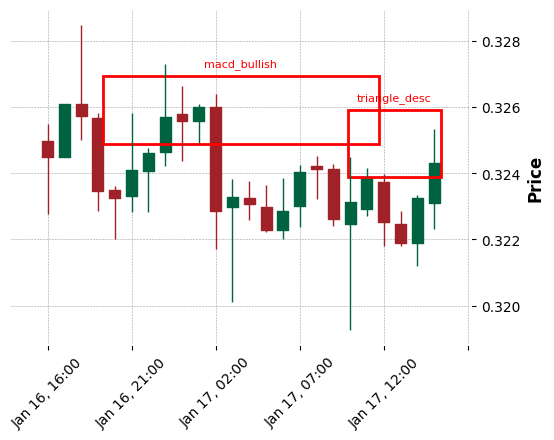 0.328
macd_bullish
triangle_desc
0.326
0.324
0.322
0.320
Price
Jan 16, 16:00
Jan 16, 21:00
Jan 17, 02:00
Jan 17, 07:00
Jan 17, 12:00